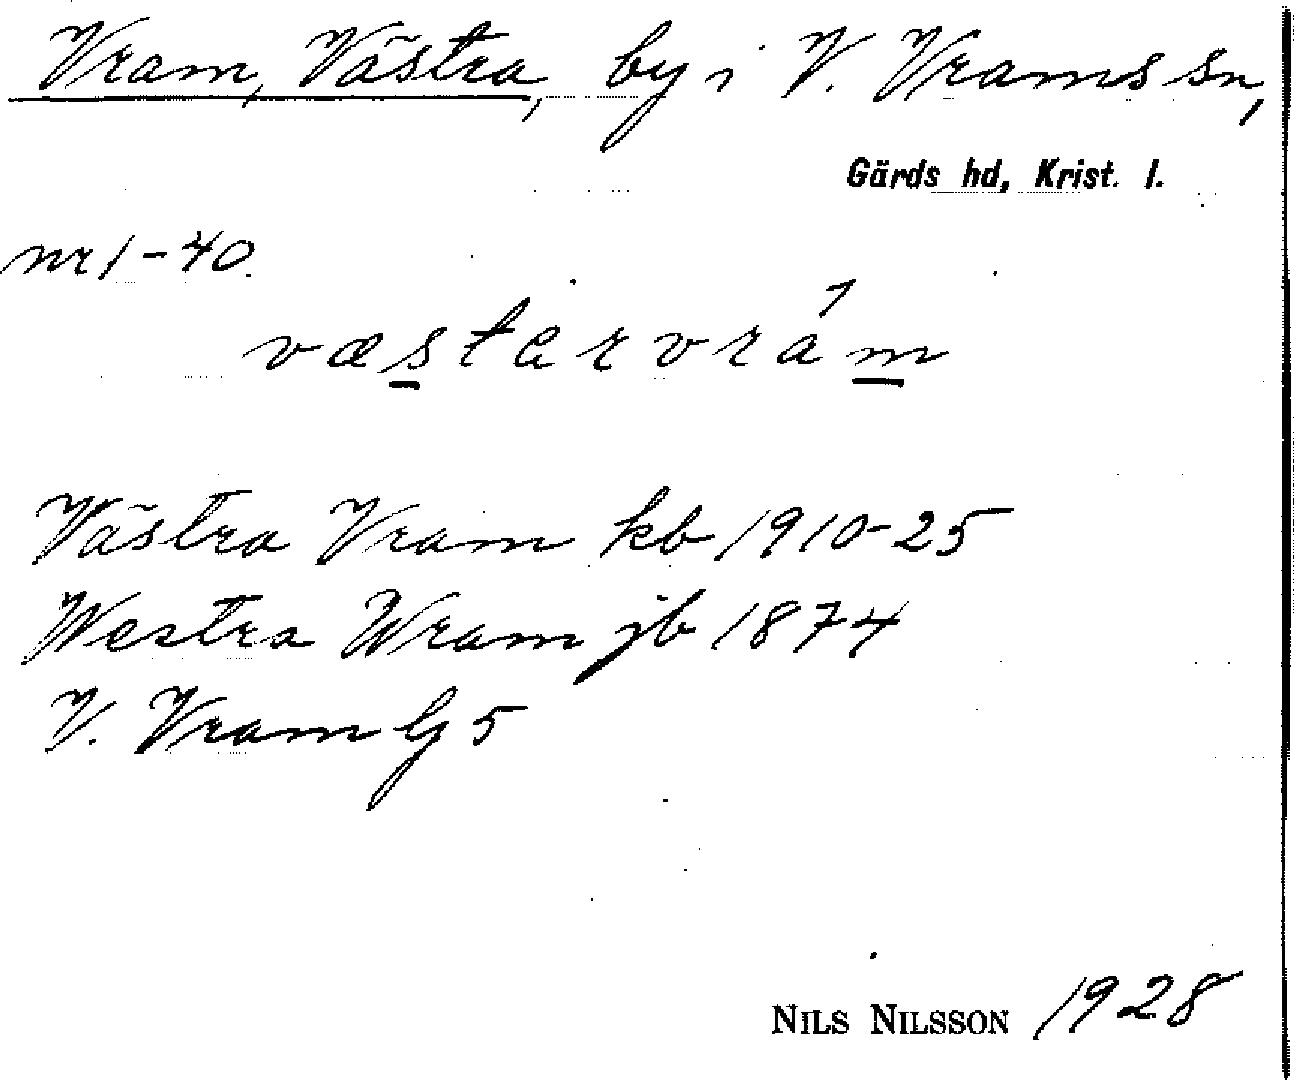 Vram, Västra, by i V. Vrams sn,
Gärds hd, Krist. l.
nr 1-40.
væstarvrám
Västra Vram kb 1910-25
Westra Wram jb 1874
V. Vram G 5
NILS NILSSON 1928